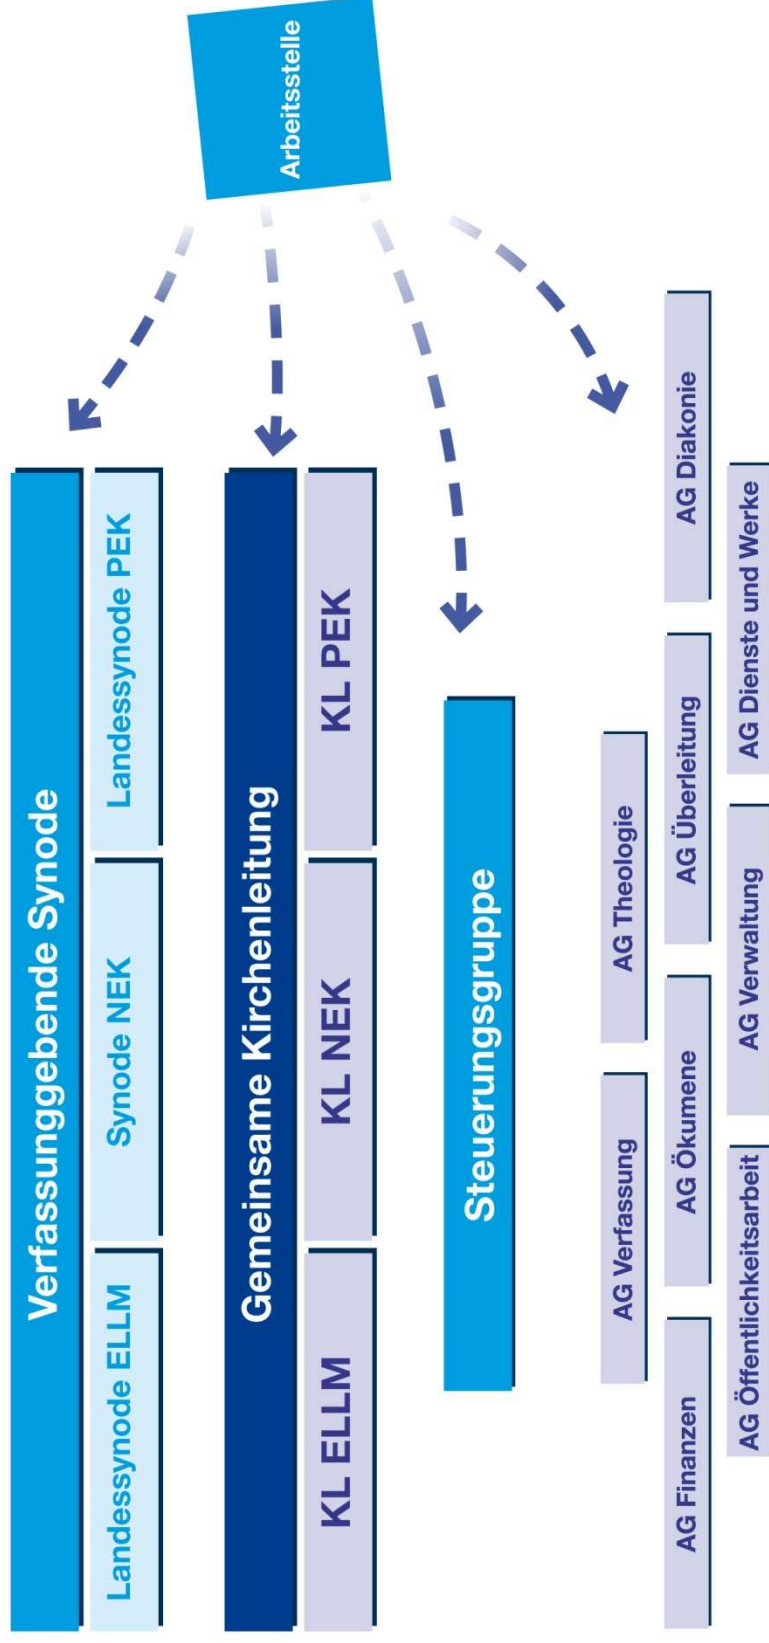 Arbeitsstelle
Verfassunggebende Synode
Landessynode ELLM
Synode NEK
Landessynode PEK
Gemeinsame Kirchenleitung
KL ELLM
KL NEK
KL PEK
Steuerungsgruppe
AG Verfassung
AG Theologie
AG Finanzen
AG Ökumene
AG Überleitung
AG Diakonie
AG Öffentlichkeitsarbeit
AG Verwaltung
AG Dienste und Werke